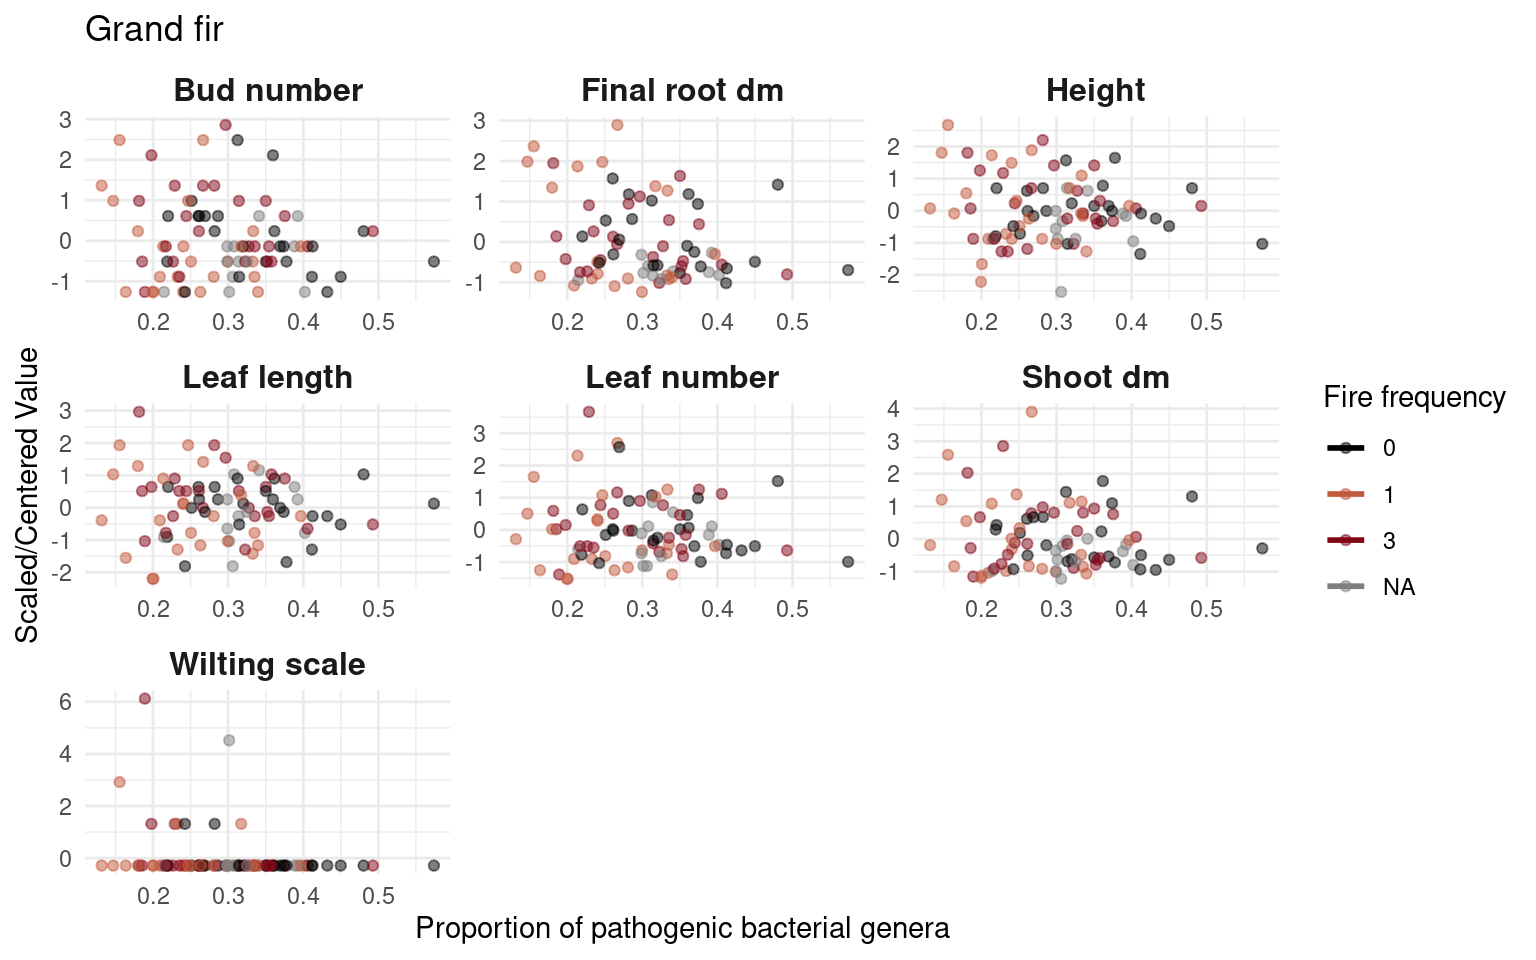 Grand fir
Bud number
Final root dm
Height
3
2
1
0
-1
0.2 0.3 0.4 0.5
3
2
1
0
-1
0.2 0.3 0.4 0.5
2
1
0
-1
-2
0.2 0.3 0.4 0.5
Leaf length
Leaf number
Shoot dm
3
2
1
0
-1
-2
0.2 0.3 0.4 0.5
3
2
1
0
-1
0.2 0.3 0.4 0.5
4
3
2
1
0
-1
0.2 0.3 0.4 0.5
Wilting scale
6
4
2
0
0.2 0.3 0.4 0.5
Scaled/Centered Value
Proportion of pathogenic bacterial genera
Fire frequency
0
1
3
NA